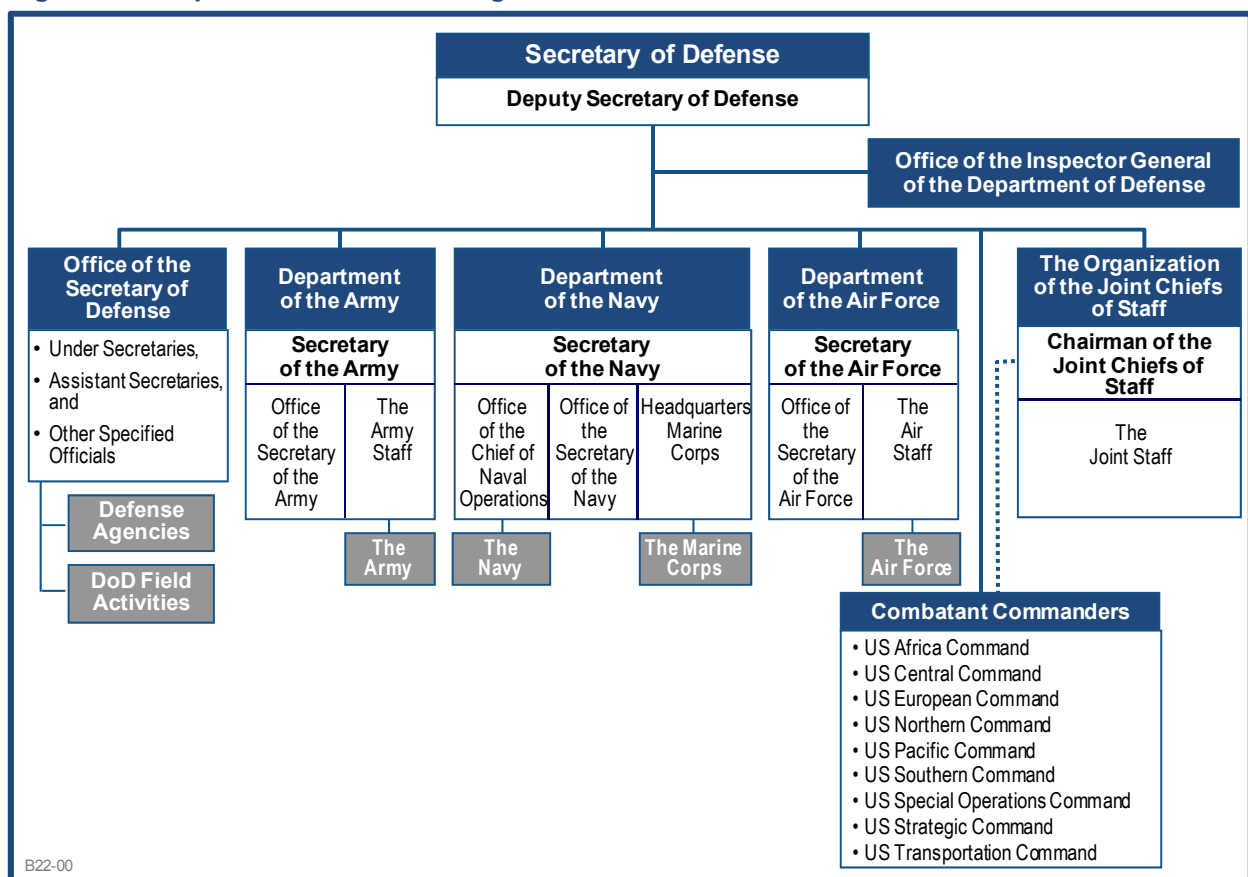 Secretary of Defense
Deputy Secretary of Defense
Office of the Inspector General
of the Department of Defense
Office of the
Secretary of
Defense
• Under Secretaries,
• Assistant Secretaries,
and
• Other Specified
Officials
Defense
Agencies
DoD Field
Activities
Department
of the Army
Secretary
of the Army
Office
of the
Secretary
of the
Army
The
Army
Staff
The
Army
Department
of the Navy
Secretary
of the Navy
Office
of the
Chief of
Naval
Operations
Office of
the
Secretary
of the
Navy
Headquarters
Marine
Corps
The
Navy
The Marine
Corps
Department
of the Air Force
Secretary
of the Air Force
Office of
the
Secretary
of the
Air Force
The
Air
Staff
The
Air Force
The Organization
of the Joint Chiefs
of Staff
Chairman of the
Joint Chiefs of
Staff
The
Joint Staff
Combatant Commanders
• US Africa Command
• US Central Command
• US European Command
• US Northern Command
• US Pacific Command
• US Southern Command
• US Special Operations Command
• US Strategic Command
• US Transportation Command
B22-00